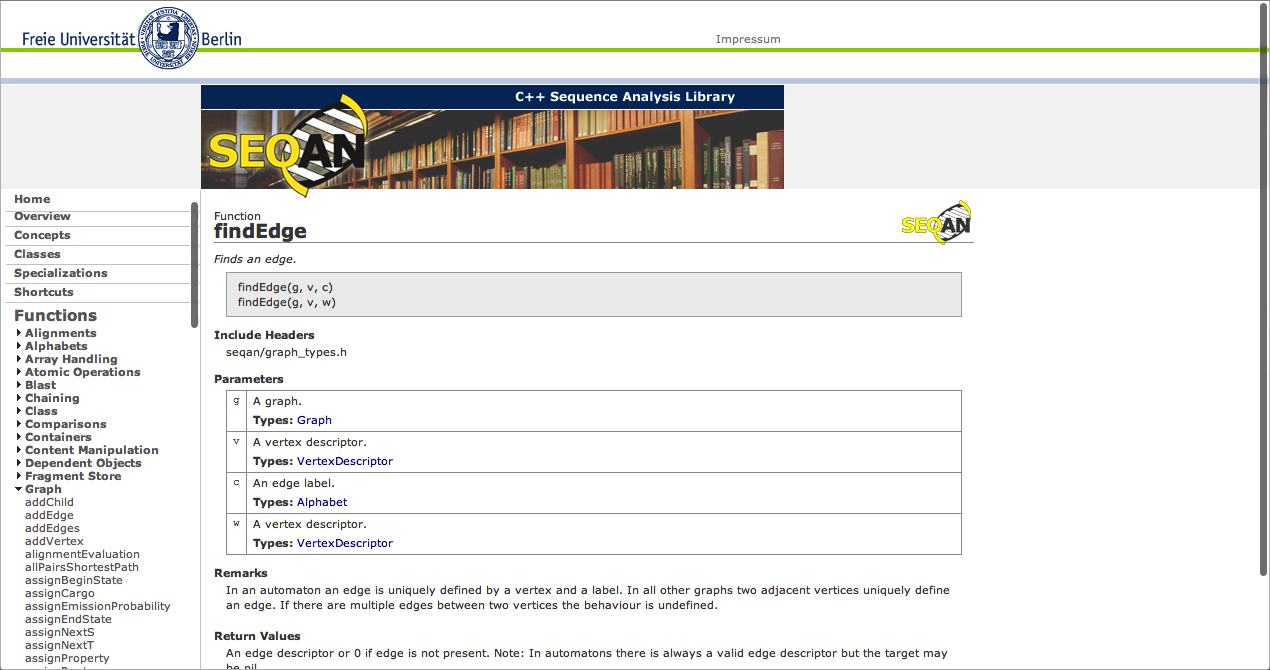 Freie Universität Berlin
Impressum
C++ Sequence Analysis Library
SEQAN
Home
Overview
Concepts
Classes
Specializations
Shortcuts
Functions
Alignments
Alphabets
Array Handling
Atomic Operations
Blast
Chaining
Class
Comparisons
Containers
Content Manipulation
Dependent Objects
Fragment Store
Graph
addChild
addEdge
addEdges
addVertex
alignmentEvaluation
allPairsShortestPath
assignBeginState
assignCargo
assignEmissionProbability
assignEndState
assignNextS
assignNextT
assignProperty
Function
findEdge
SEQAN
Finds an edge.
findEdge(g, v, c)
findEdge(g, v, w)
Include Headers
seqan/graph_types.h
Parameters
g A graph.
Types: Graph
v A vertex descriptor.
Types: VertexDescriptor
c An edge label.
Types: Alphabet
w A vertex descriptor.
Types: VertexDescriptor
Remarks
In an automaton an edge is uniquely defined by a vertex and a label. In all other graphs two adjacent vertices uniquely define
an edge. If there are multiple edges between two vertices the behaviour is undefined.
Return Values
An edge descriptor or 0 if edge is not present. Note: In automatons there is always a valid edge descriptor but the target may
be nil.